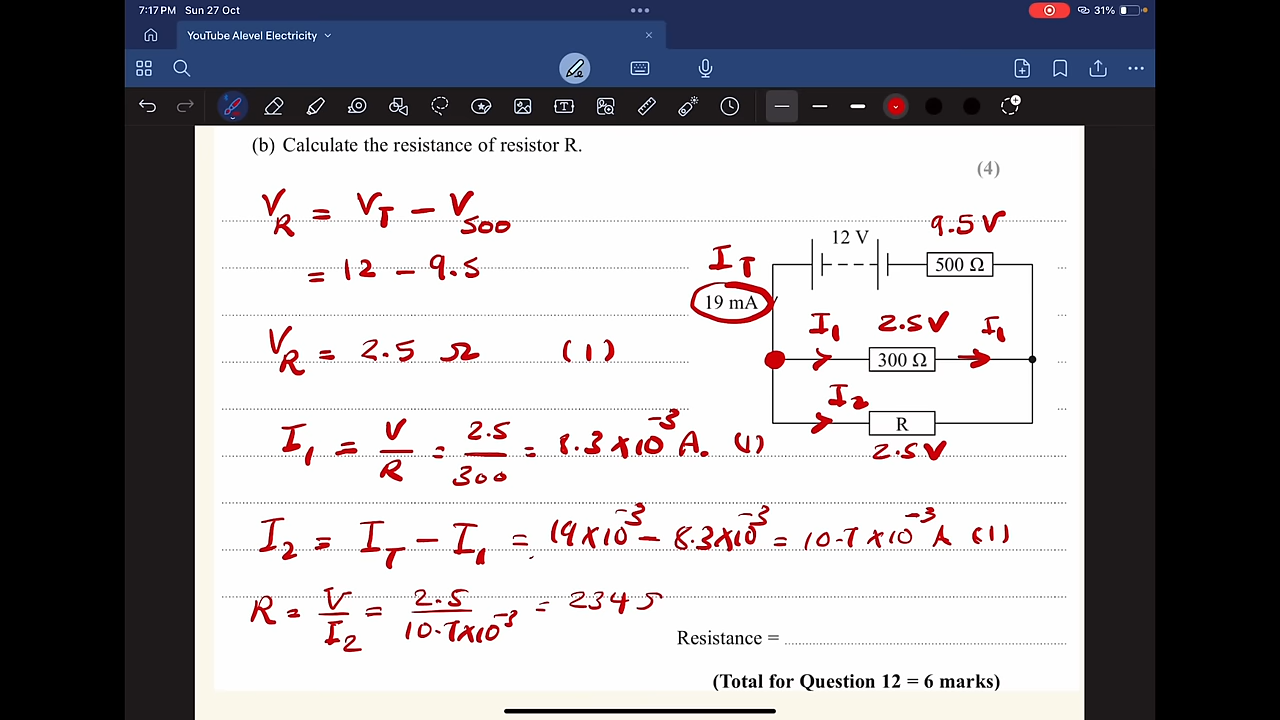 7:17 PM Sun 27 Oct
31%
YouTube Alevel Electricity
(b) Calculate the resistance of resistor R.
(4)
V_R = V_T - V_500
= 12 - 9.5
V_R = 2.5 Ω (1)
I_1 = V/R = 2.5/300 = 8.3×10^-3 A. (1)
I_2 = I_T - I_1 = 19×10^-3 - 8.3×10^-3 = 10.7×10^-3 A (1)
R = V/I_2 = 2.5/10.7×10^-3 = 234
9.5 V
12 V
500 Ω
I_T
19 mA
I_1 2.5 V I_1
300 Ω
I_2
R
2.5 V
Resistance =
(Total for Question 12 = 6 marks)